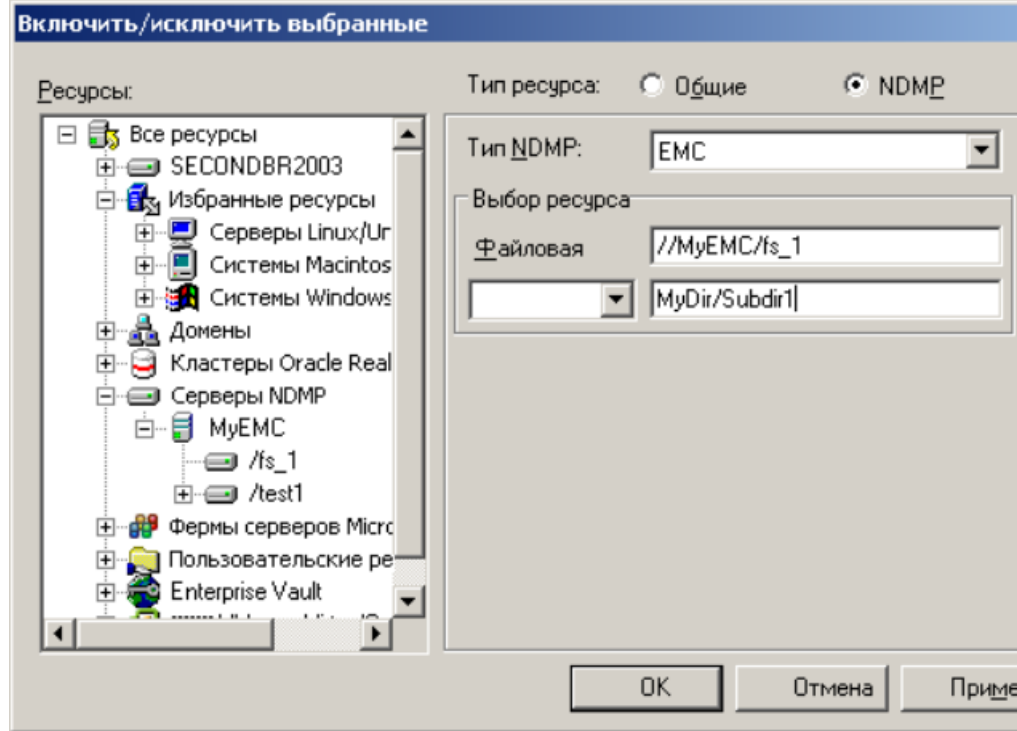 Включить/исключить выбранные
Ресурсы:
Тип ресурса: Общие NDMP
Все ресурсы
SECONDBR2003
Избранные ресурсы
Серверы Linux/Ur
Системы Macintos
Системы Windows
Домены
Кластеры Oracle Real
Серверы NDMP
MyEMC
/fs_1
/test1
Фермы серверов Micro
Пользовательские ре
Enterprise Vault
Тип NDMP: EMC
Выбор ресурса
Файловая //MyEMC/fs_1
MyDir/Subdir1
OK Отмена Приме